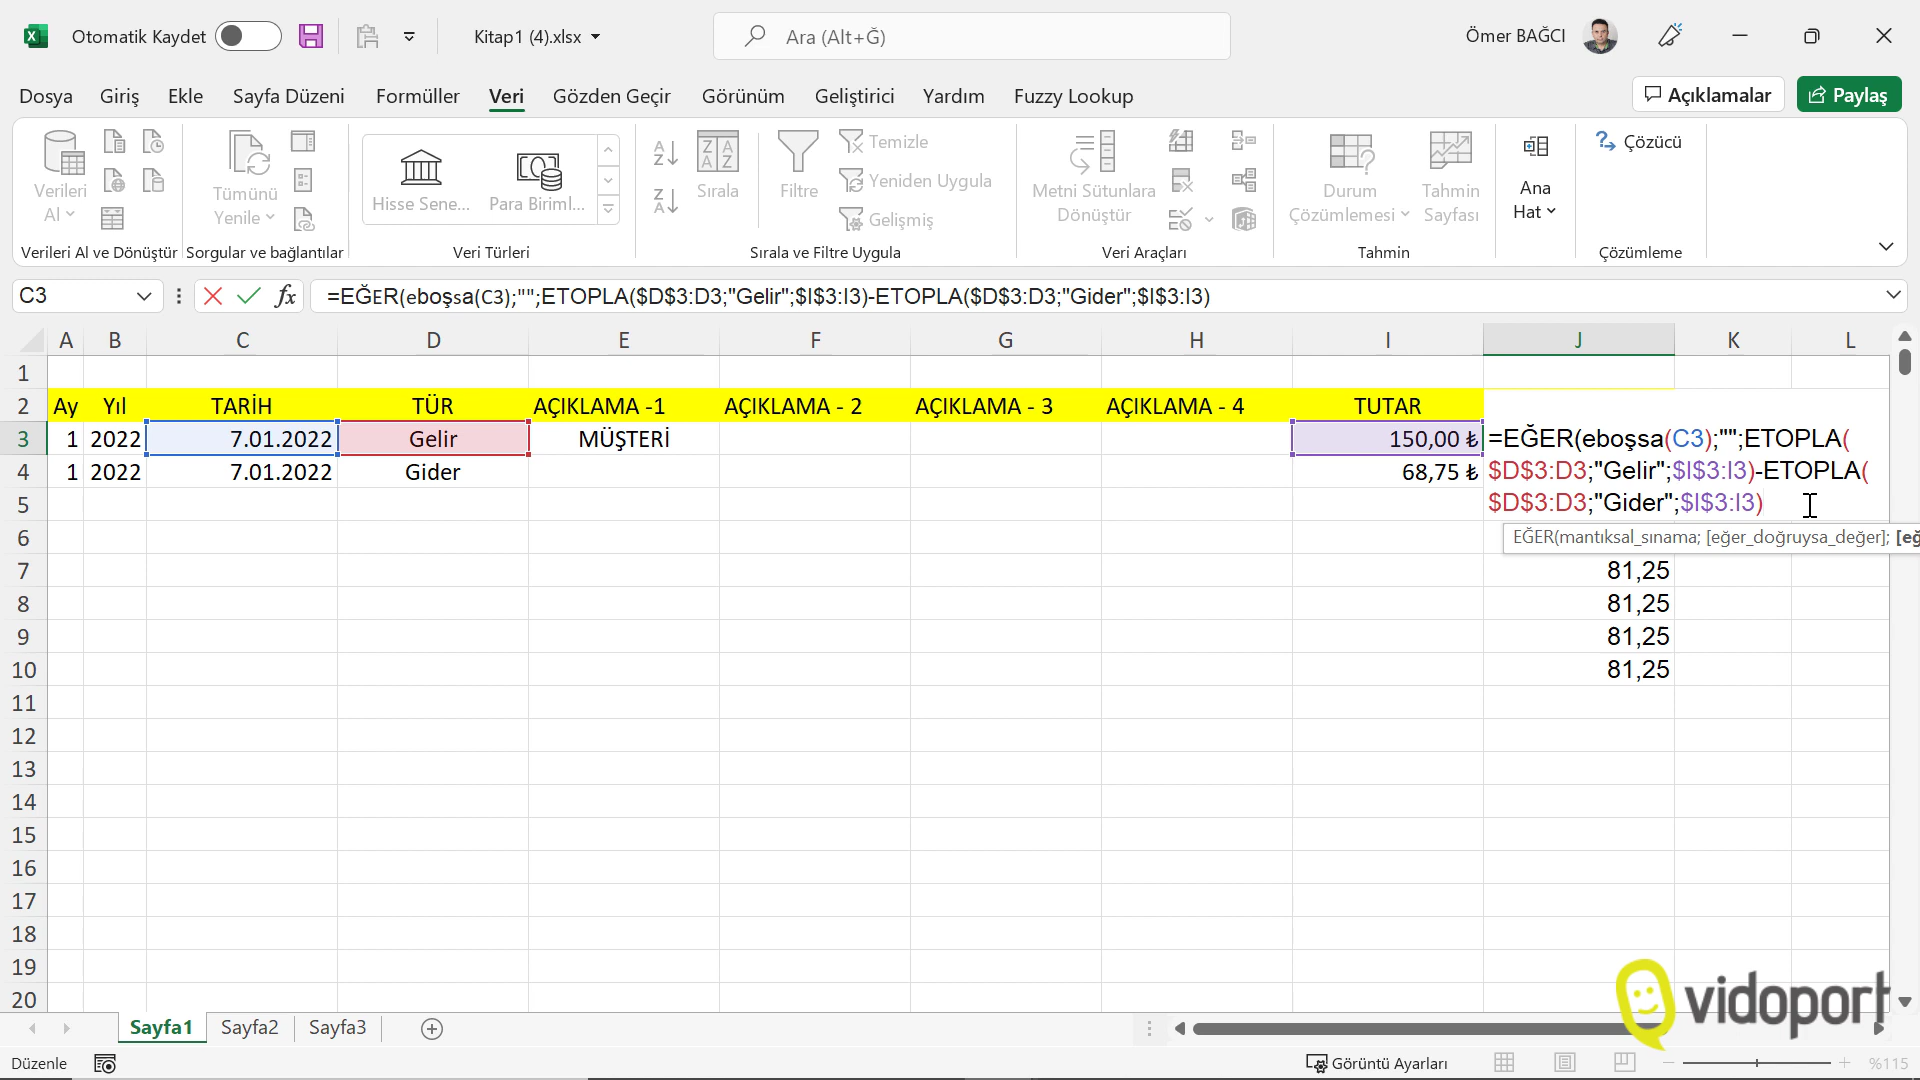 Otomatik Kaydet
Kitap1 (4).xlsx
Ara (Alt+Ğ)
Ömer BAĞCI
Dosya Giriş Ekle Sayfa Düzeni Formüller Veri Gözden Geçir Görünüm Geliştirici Yardım Fuzzy Lookup
Açıklamalar
Paylaş
Verileri
Al
Tümünü
Yenile
Hisse Sene...
Para Biriml...
Sırala
Filtre
Temizle
Yeniden Uygula
Gelişmiş
Metni Sütunlara
Dönüştür
Durum
Çözümlemesi
Tahmin
Sayfası
Ana
Hat
Çözücü
Verileri Al ve Dönüştür Sorgular ve bağlantılar Veri Türleri Sırala ve Filtre Uygula Veri Araçları Tahmin Çözümleme
C3 fx =EĞER(eboşsa(C3);"";ETOPLA($D$3:D3;"Gelir";$I$3:I3)-ETOPLA($D$3:D3;"Gider";$I$3:I3)
A B C D E F G H I J K L
1
2 Ay Yıl TARİH TÜR AÇIKLAMA -1 AÇIKLAMA - 2 AÇIKLAMA - 3 AÇIKLAMA - 4 TUTAR
3 1 2022 7.01.2022 Gelir MÜŞTERİ 150,00 ₺ =EĞER(eboşsa(C3);"";ETOPLA(
4 1 2022 7.01.2022 Gider 68,75 ₺ $D$3:D3;"Gelir";$I$3:I3)-ETOPLA(
5 $D$3:D3;"Gider";$I$3:I3)
6 EĞER(mantıksal_sınama; [eğer_doğruysa_değer]; [eğ
7 81,25
8 81,25
9 81,25
10 81,25
11
12
13
14
15
16
17
18
19
20
vidoport
Sayfa1 Sayfa2 Sayfa3
Düzenle
Görüntü Ayarları
%115